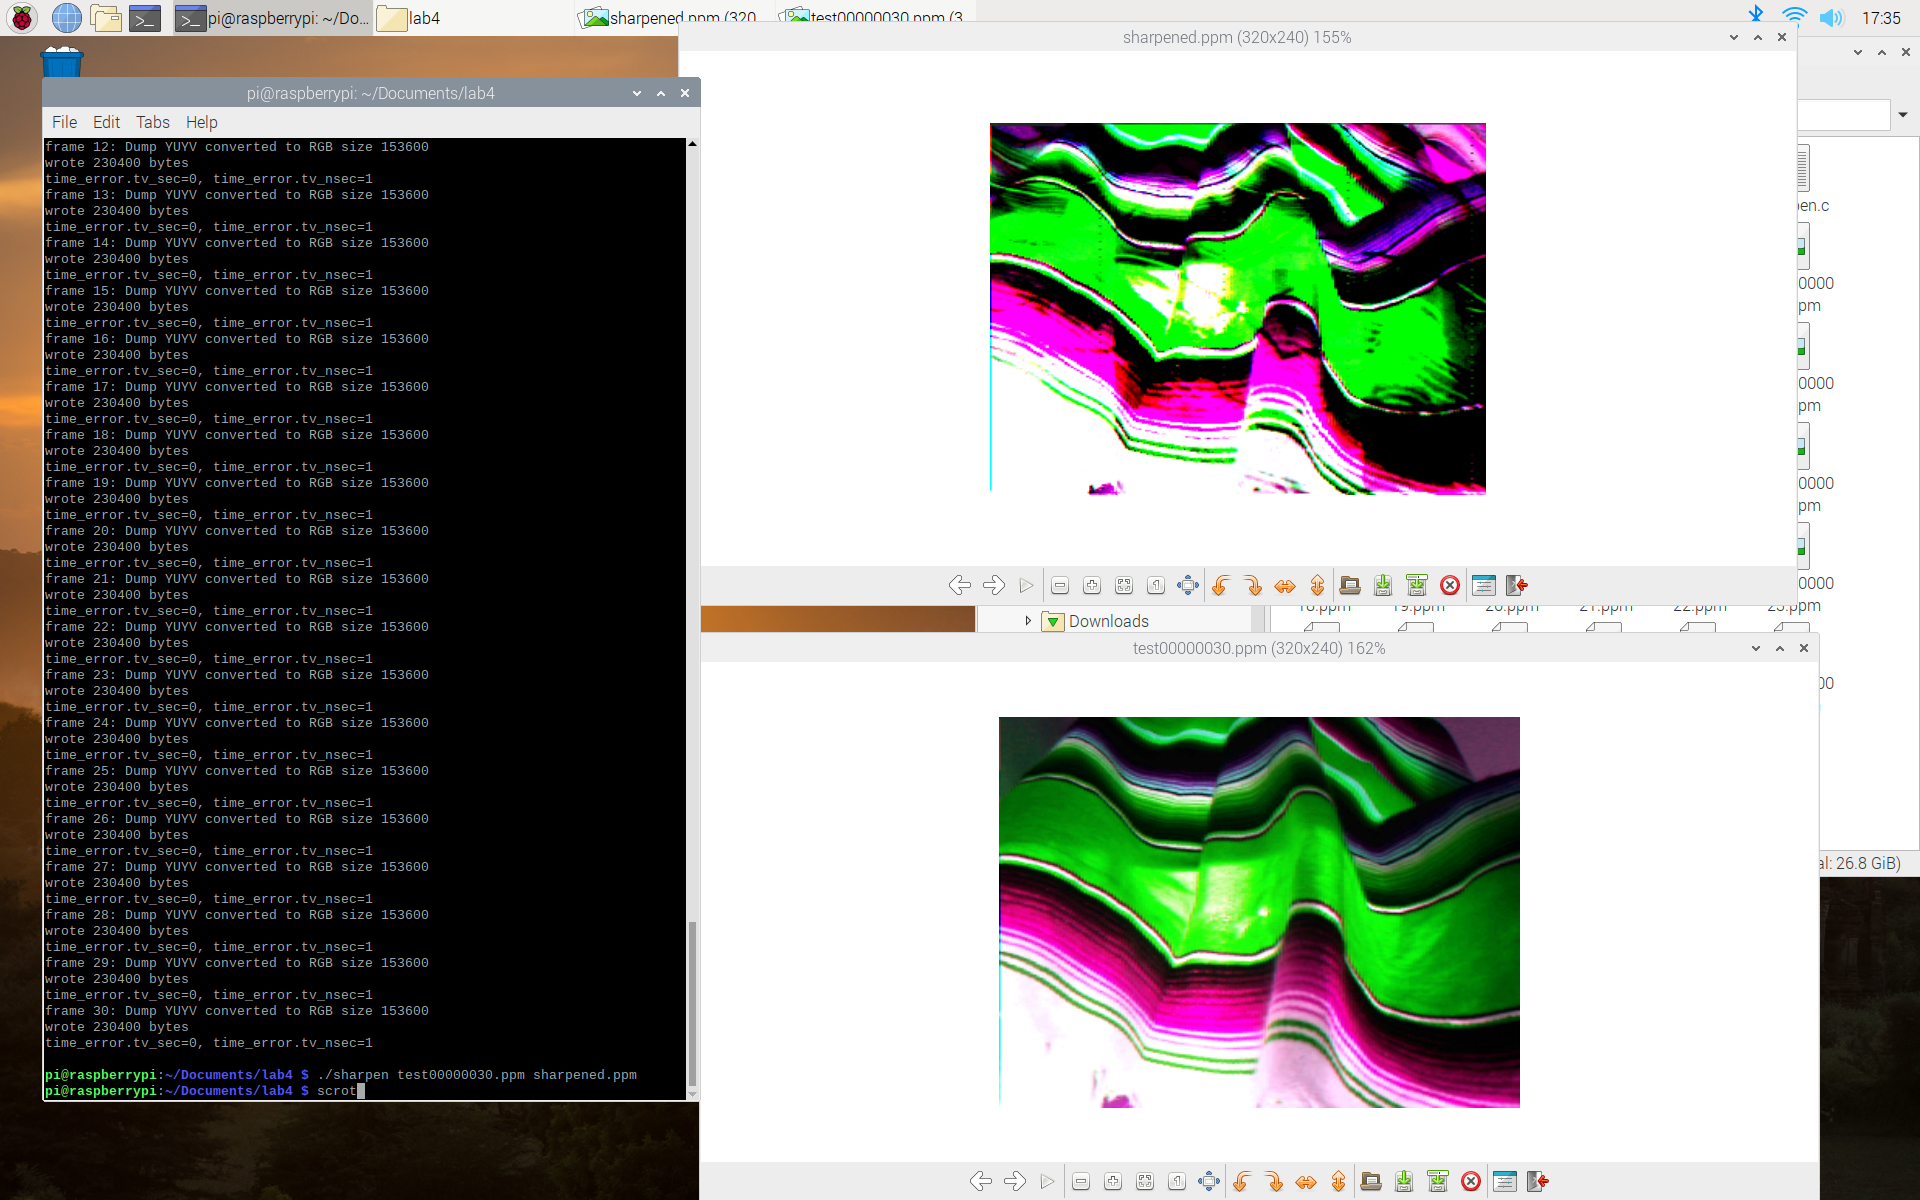 pi@raspberrypi: ~/Do...
lab4
sharpened.ppm (320
test00000030.ppm (3
17:35
sharpened.ppm (320x240) 155%
pi@raspberrypi: ~/Documents/lab4
File Edit Tabs Help
frame 12: Dump YUYV converted to RGB size 153600
wrote 230400 bytes
time_error.tv_sec=0, time_error.tv_nsec=1
frame 13: Dump YUYV converted to RGB size 153600
wrote 230400 bytes
time_error.tv_sec=0, time_error.tv_nsec=1
frame 14: Dump YUYV converted to RGB size 153600
wrote 230400 bytes
time_error.tv_sec=0, time_error.tv_nsec=1
frame 15: Dump YUYV converted to RGB size 153600
wrote 230400 bytes
time_error.tv_sec=0, time_error.tv_nsec=1
frame 16: Dump YUYV converted to RGB size 153600
wrote 230400 bytes
time_error.tv_sec=0, time_error.tv_nsec=1
frame 17: Dump YUYV converted to RGB size 153600
wrote 230400 bytes
time_error.tv_sec=0, time_error.tv_nsec=1
frame 18: Dump YUYV converted to RGB size 153600
wrote 230400 bytes
time_error.tv_sec=0, time_error.tv_nsec=1
frame 19: Dump YUYV converted to RGB size 153600
wrote 230400 bytes
time_error.tv_sec=0, time_error.tv_nsec=1
frame 20: Dump YUYV converted to RGB size 153600
wrote 230400 bytes
time_error.tv_sec=0, time_error.tv_nsec=1
frame 21: Dump YUYV converted to RGB size 153600
wrote 230400 bytes
time_error.tv_sec=0, time_error.tv_nsec=1
frame 22: Dump YUYV converted to RGB size 153600
wrote 230400 bytes
time_error.tv_sec=0, time_error.tv_nsec=1
frame 23: Dump YUYV converted to RGB size 153600
wrote 230400 bytes
time_error.tv_sec=0, time_error.tv_nsec=1
frame 24: Dump YUYV converted to RGB size 153600
wrote 230400 bytes
time_error.tv_sec=0, time_error.tv_nsec=1
frame 25: Dump YUYV converted to RGB size 153600
wrote 230400 bytes
time_error.tv_sec=0, time_error.tv_nsec=1
frame 26: Dump YUYV converted to RGB size 153600
wrote 230400 bytes
time_error.tv_sec=0, time_error.tv_nsec=1
frame 27: Dump YUYV converted to RGB size 153600
wrote 230400 bytes
time_error.tv_sec=0, time_error.tv_nsec=1
frame 28: Dump YUYV converted to RGB size 153600
wrote 230400 bytes
time_error.tv_sec=0, time_error.tv_nsec=1
frame 29: Dump YUYV converted to RGB size 153600
wrote 230400 bytes
time_error.tv_sec=0, time_error.tv_nsec=1
frame 30: Dump YUYV converted to RGB size 153600
wrote 230400 bytes
time_error.tv_sec=0, time_error.tv_nsec=1
pi@raspberrypi:~/Documents/lab4 $ ./sharpen test00000030.ppm sharpened.ppm
pi@raspberrypi:~/Documents/lab4 $ scrot
pen.c
0000
pm
0000
pm
0000
pm
0000
18.ppm 19.ppm 20.ppm 21.ppm 22.ppm 23.ppm
Downloads
test00000030.ppm (320x240) 162%
00
al: 26.8 GiB)